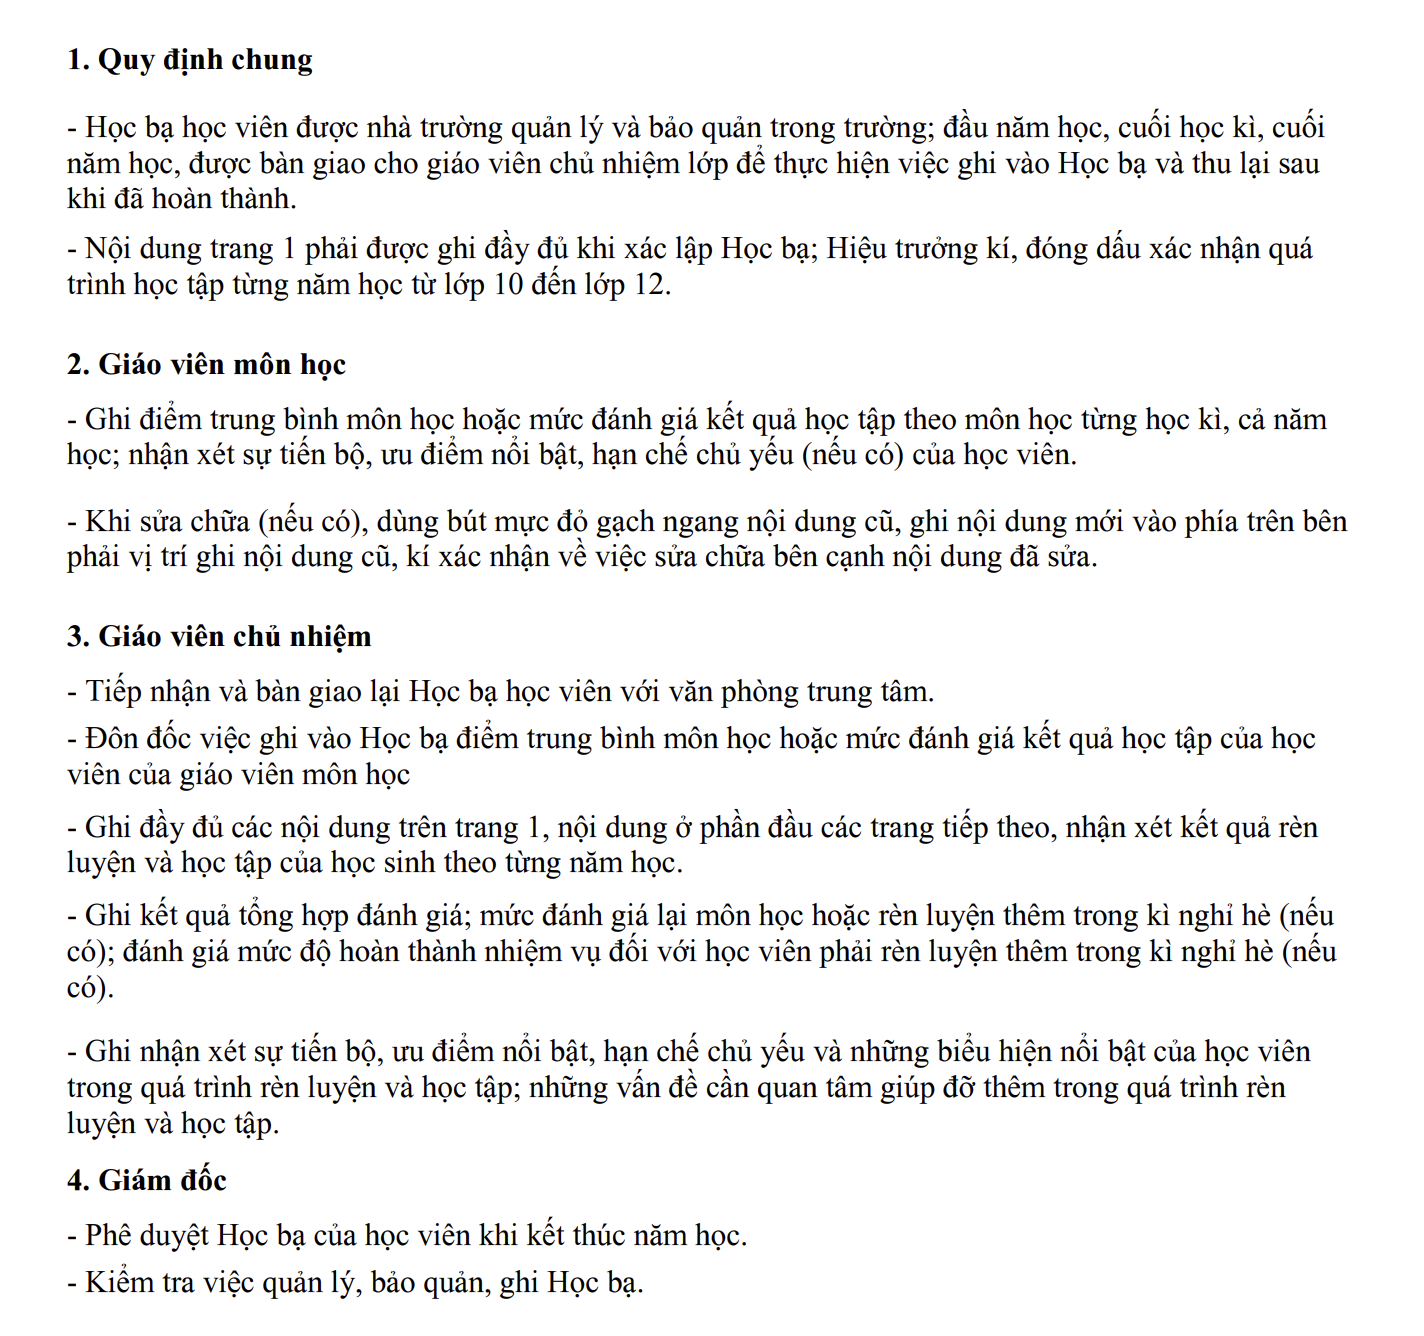 1. Quy định chung
- Học bạ học viên được nhà trường quản lý và bảo quản trong trường; đầu năm học, cuối học kì, cuối
năm học, được bàn giao cho giáo viên chủ nhiệm lớp để thực hiện việc ghi vào Học bạ và thu lại sau
khi đã hoàn thành.
- Nội dung trang 1 phải được ghi đầy đủ khi xác lập Học bạ; Hiệu trưởng kí, đóng dấu xác nhận quá
trình học tập từng năm học từ lớp 10 đến lớp 12.
2. Giáo viên môn học
- Ghi điểm trung bình môn học hoặc mức đánh giá kết quả học tập theo môn học từng học kì, cả năm
học; nhận xét sự tiến bộ, ưu điểm nổi bật, hạn chế chủ yếu (nếu có) của học viên.
- Khi sửa chữa (nếu có), dùng bút mực đỏ gạch ngang nội dung cũ, ghi nội dung mới vào phía trên bên
phải vị trí ghi nội dung cũ, kí xác nhận về việc sửa chữa bên cạnh nội dung đã sửa.
3. Giáo viên chủ nhiệm
- Tiếp nhận và bàn giao lại Học bạ học viên với văn phòng trung tâm.
- Đôn đốc việc ghi vào Học bạ điểm trung bình môn học hoặc mức đánh giá kết quả học tập của học
viên của giáo viên môn học
- Ghi đầy đủ các nội dung trên trang 1, nội dung ở phần đầu các trang tiếp theo, nhận xét kết quả rèn
luyện và học tập của học sinh theo từng năm học.
- Ghi kết quả tổng hợp đánh giá; mức đánh giá lại môn học hoặc rèn luyện thêm trong kì nghỉ hè (nếu
có); đánh giá mức độ hoàn thành nhiệm vụ đối với học viên phải rèn luyện thêm trong kì nghỉ hè (nếu
có).
- Ghi nhận xét sự tiến bộ, ưu điểm nổi bật, hạn chế chủ yếu và những biểu hiện nổi bật của học viên
trong quá trình rèn luyện và học tập; những vấn đề cần quan tâm giúp đỡ thêm trong quá trình rèn
luyện và học tập.
4. Giám đốc
- Phê duyệt Học bạ của học viên khi kết thúc năm học.
- Kiểm tra việc quản lý, bảo quản, ghi Học bạ.